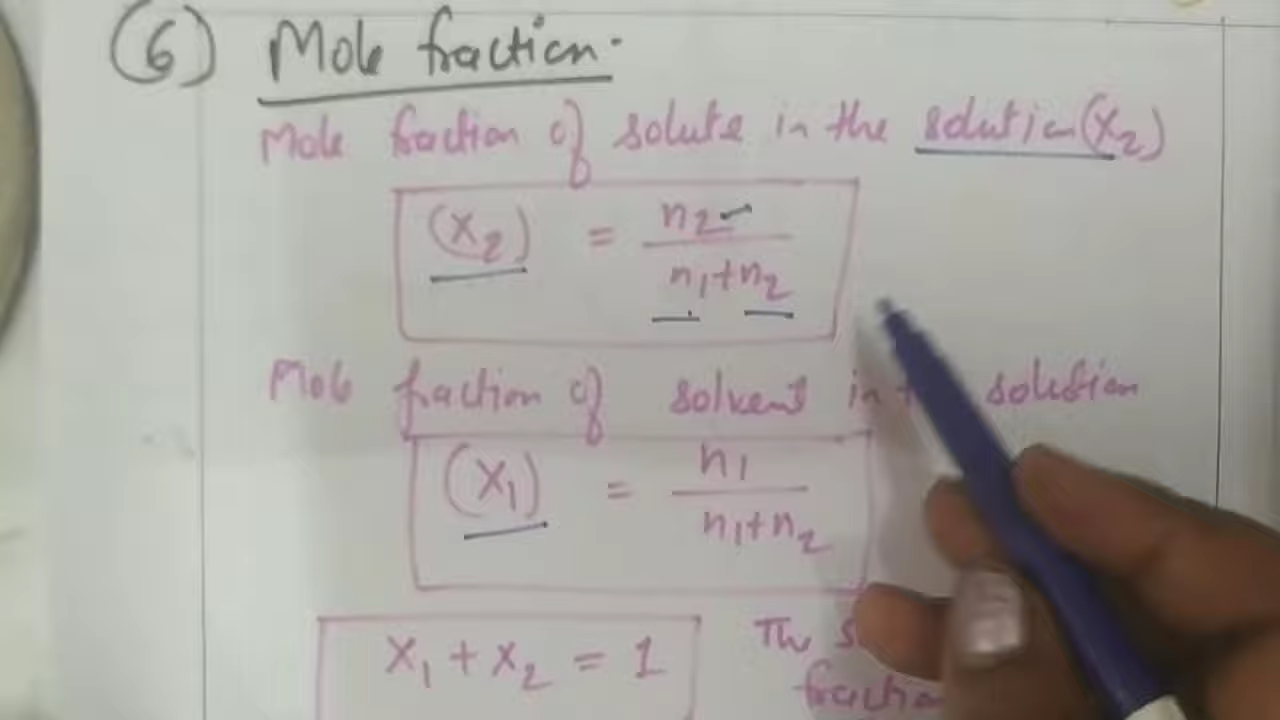 (6) Mole fraction.
Mole fraction of solute in the solution (x2)
(x2) = n2 / n1+n2
Mole fraction of solvent in solution
(x1) = n1 / n1+n2
x1 + x2 = 1
The
fraction